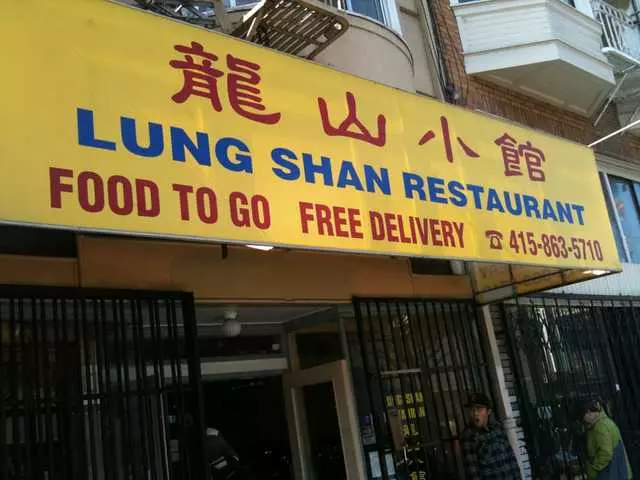 龍山小館
LUNG SHAN RESTAURANT
FOOD TO GO FREE DELIVERY ☎ 415-863-5710